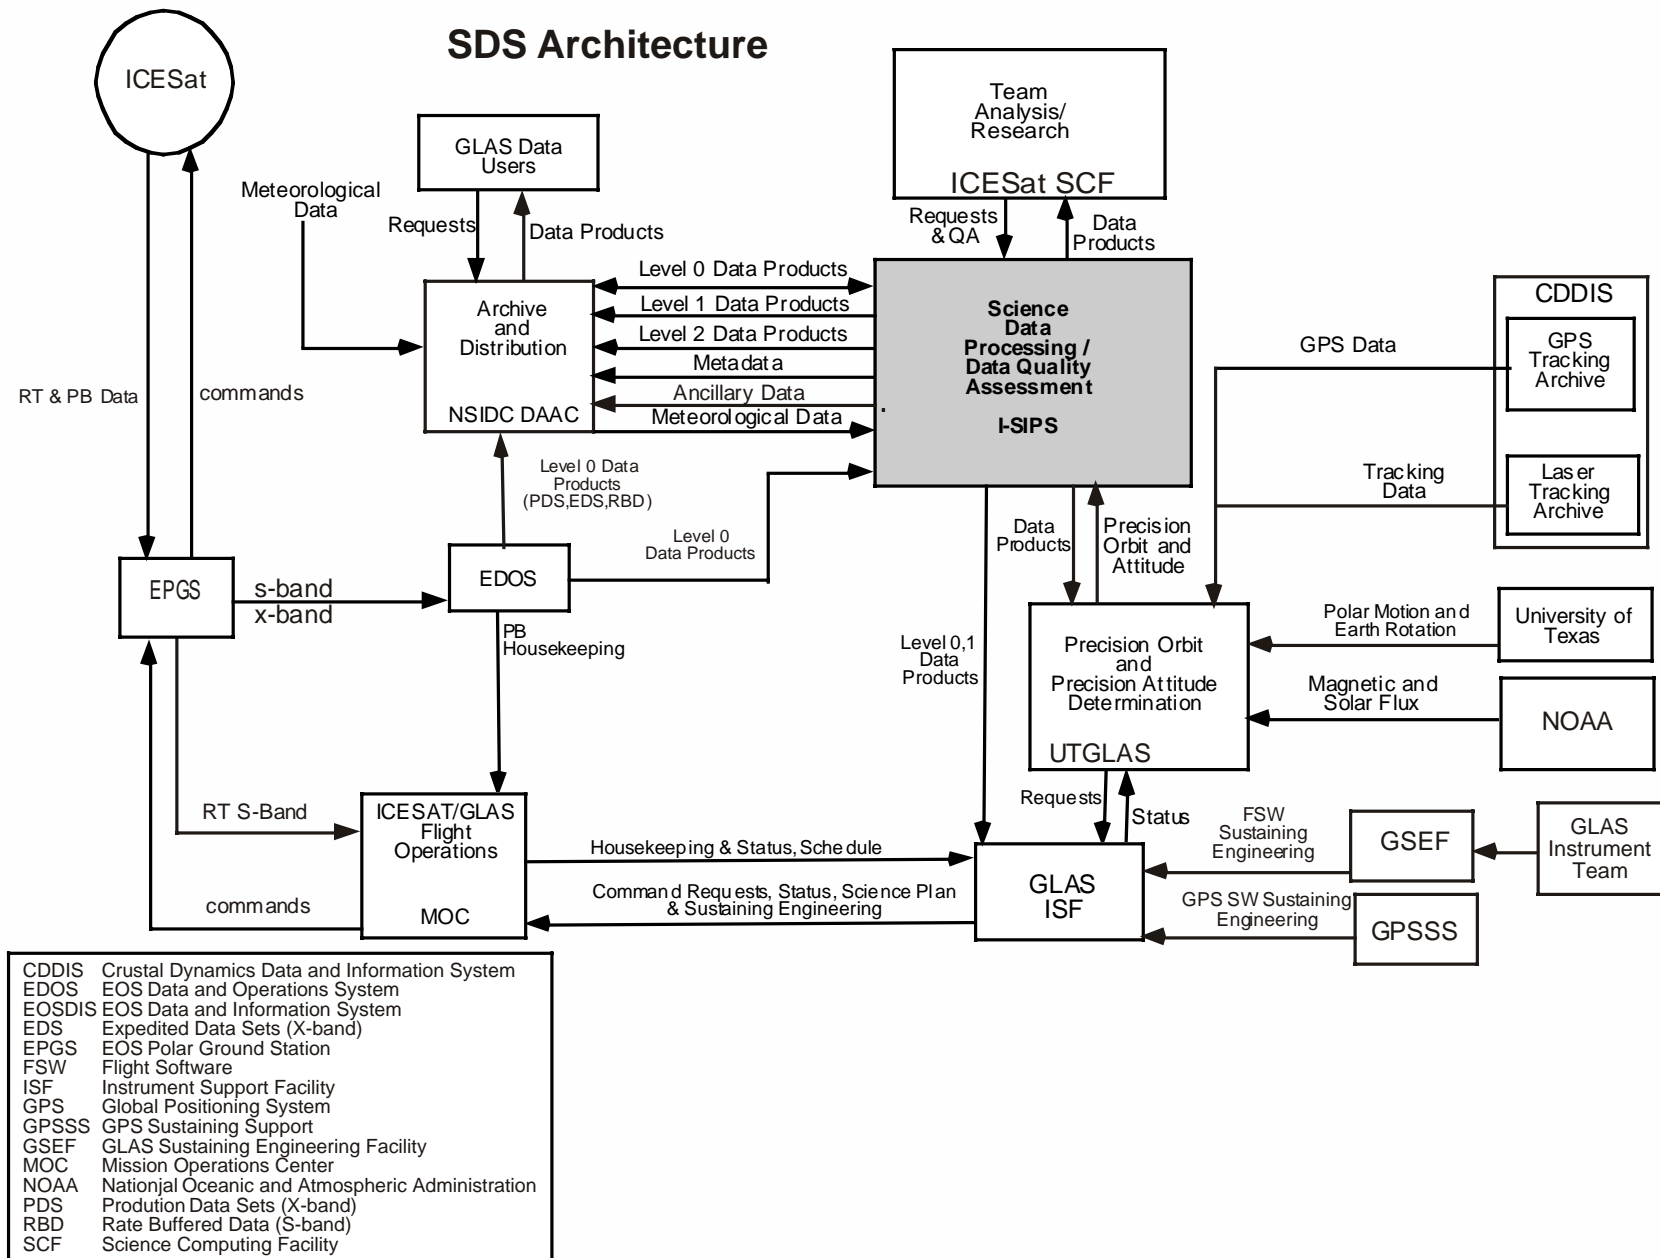 SDS Architecture
ICESat
Team
Analysis/
Research
ICESat SCF
GLAS Data
Users
Meteorological
Data
Requests
Data Products
Requests
& QA
Data
Products
Level 0 Data Products
Level 1 Data Products
Level 2 Data Products
Metadata
Ancillary Data
Meteorological Data
Archive
and
Distribution
NSIDC DAAC
Science
Data
Processing /
Data Quality
Assessment
I-SIPS
CDDIS
GPS
Tracking
Archive
Laser
Tracking
Archive
GPS Data
Tracking
Data
RT & PB Data
commands
Level 0 Data
Products
(PDS,EDS,RBD)
Level 0
Data Products
Data
Products
Precision
Orbit and
Attitude
EPGS
s-band
x-band
EDOS
PB
Housekeeping
Level 0,1
Data
Products
Precision Orbit
and
Precision Attitude
Determination
UTGLAS
Polar Motion and
Earth Rotation
University of
Texas
Magnetic and
Solar Flux
NOAA
RT S-Band
ICESAT/GLAS
Flight
Operations
MOC
commands
Housekeeping & Status, Schedule
Command Requests, Status, Science Plan
& Sustaining Engineering
Requests
Status
GLAS
ISF
FSW
Sustaining
Engineering
GSEF
GLAS
Instrument
Team
GPS SW Sustaining
Engineering
GPSSS
CDDIS Crustal Dynamics Data and Information System
EDOS EOS Data and Operations System
EOSDIS EOS Data and Information System
EDS Expedited Data Sets (X-band)
EPGS EOS Polar Ground Station
FSW Flight Software
ISF Instrument Support Facility
GPS Global Positioning System
GPSSS GPS Sustaining Support
GSEF GLAS Sustaining Engineering Facility
MOC Mission Operations Center
NOAA Nationjal Oceanic and Atmospheric Administration
PDS Prodution Data Sets (X-band)
RBD Rate Buffered Data (S-band)
SCF Science Computing Facility